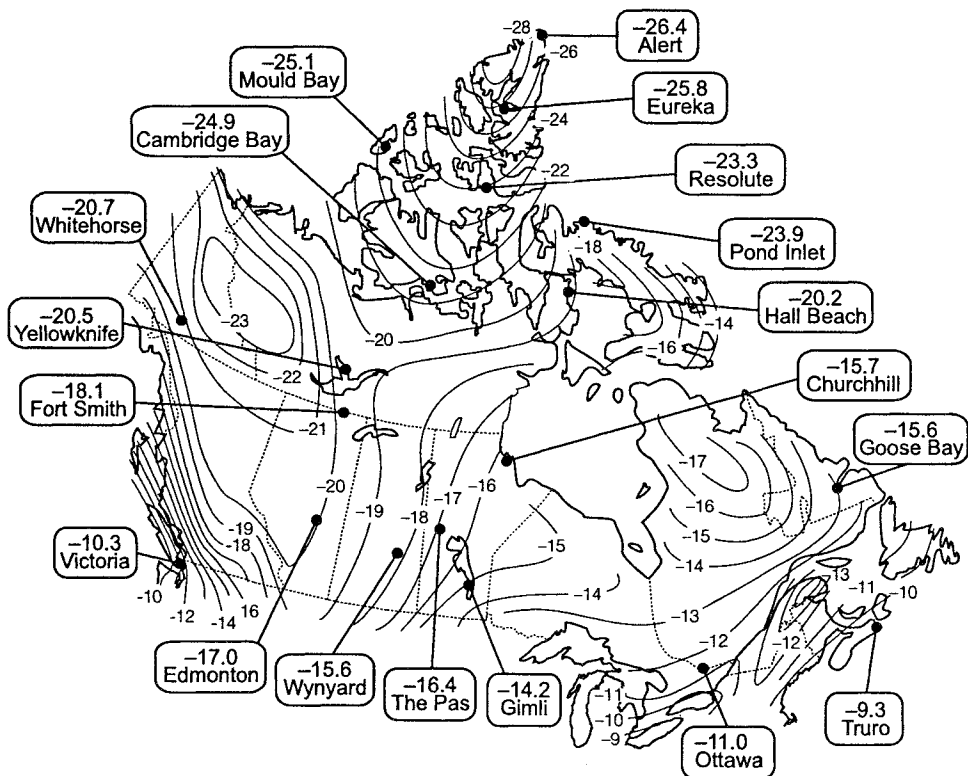 -28
–26.4
Alert
-26
–25.1
Mould Bay
–25.8
Eureka
-24
–24.9
Cambridge Bay
-22
–23.3
Resolute
–20.7
Whitehorse
-18
–23.9
Pond Inlet
–20.2
Hall Beach
-23
-20
-14
-16
–20.5
Yellowknife
-22
–15.7
Churchhill
–18.1
Fort Smith
-21
–15.6
Goose Bay
-17
-20
-19
-18
-17
-16
-16
-19
-18
-15
-15
-14
–10.3
Victoria
-10
-12
-14
16
-14
-13
13
-11
-10
-12
-12
–17.0
Edmonton
–15.6
Wynyard
–16.4
The Pas
–14.2
Gimli
-11
-10
-9
–11.0
Ottawa
–9.3
Truro